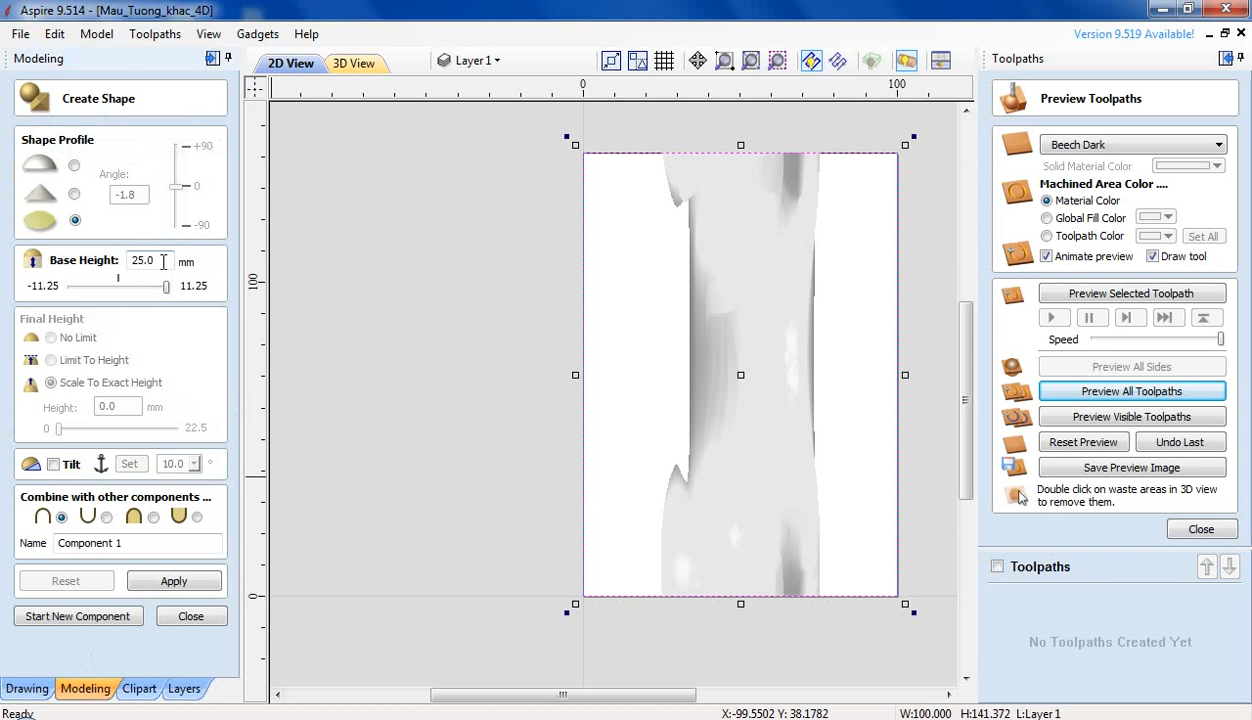 Aspire 9.514 - [Mau_Tuong_khac_4D]
File Edit Model Toolpaths View Gadgets Help
Version 9.519 Available!
Modeling
Create Shape
Shape Profile
+90
Angle:
0
-1.8
-90
Base Height: 25.0 mm
-11.25 11.25
Final Height
No Limit
Limit To Height
Scale To Exact Height
Height: 0.0 mm
0 22.5
Tilt Set 10.0 °
Combine with other components ...
Name Component 1
Reset Apply
Start New Component Close
Drawing Modeling Clipart Layers
Ready
2D View 3D View Layer 1
0 100
100
0
X:-99.5502 Y: 38.1782 W:100.000 H:141.372 L:Layer 1
Toolpaths
Preview Toolpaths
Beech Dark
Solid Material Color
Machined Area Color ....
Material Color
Global Fill Color
Toolpath Color Set All
Animate preview Draw tool
Preview Selected Toolpath
Speed
Preview All Sides
Preview All Toolpaths
Preview Visible Toolpaths
Reset Preview Undo Last
Save Preview Image
Double click on waste areas in 3D view
to remove them.
Close
Toolpaths
No Toolpaths Created Yet